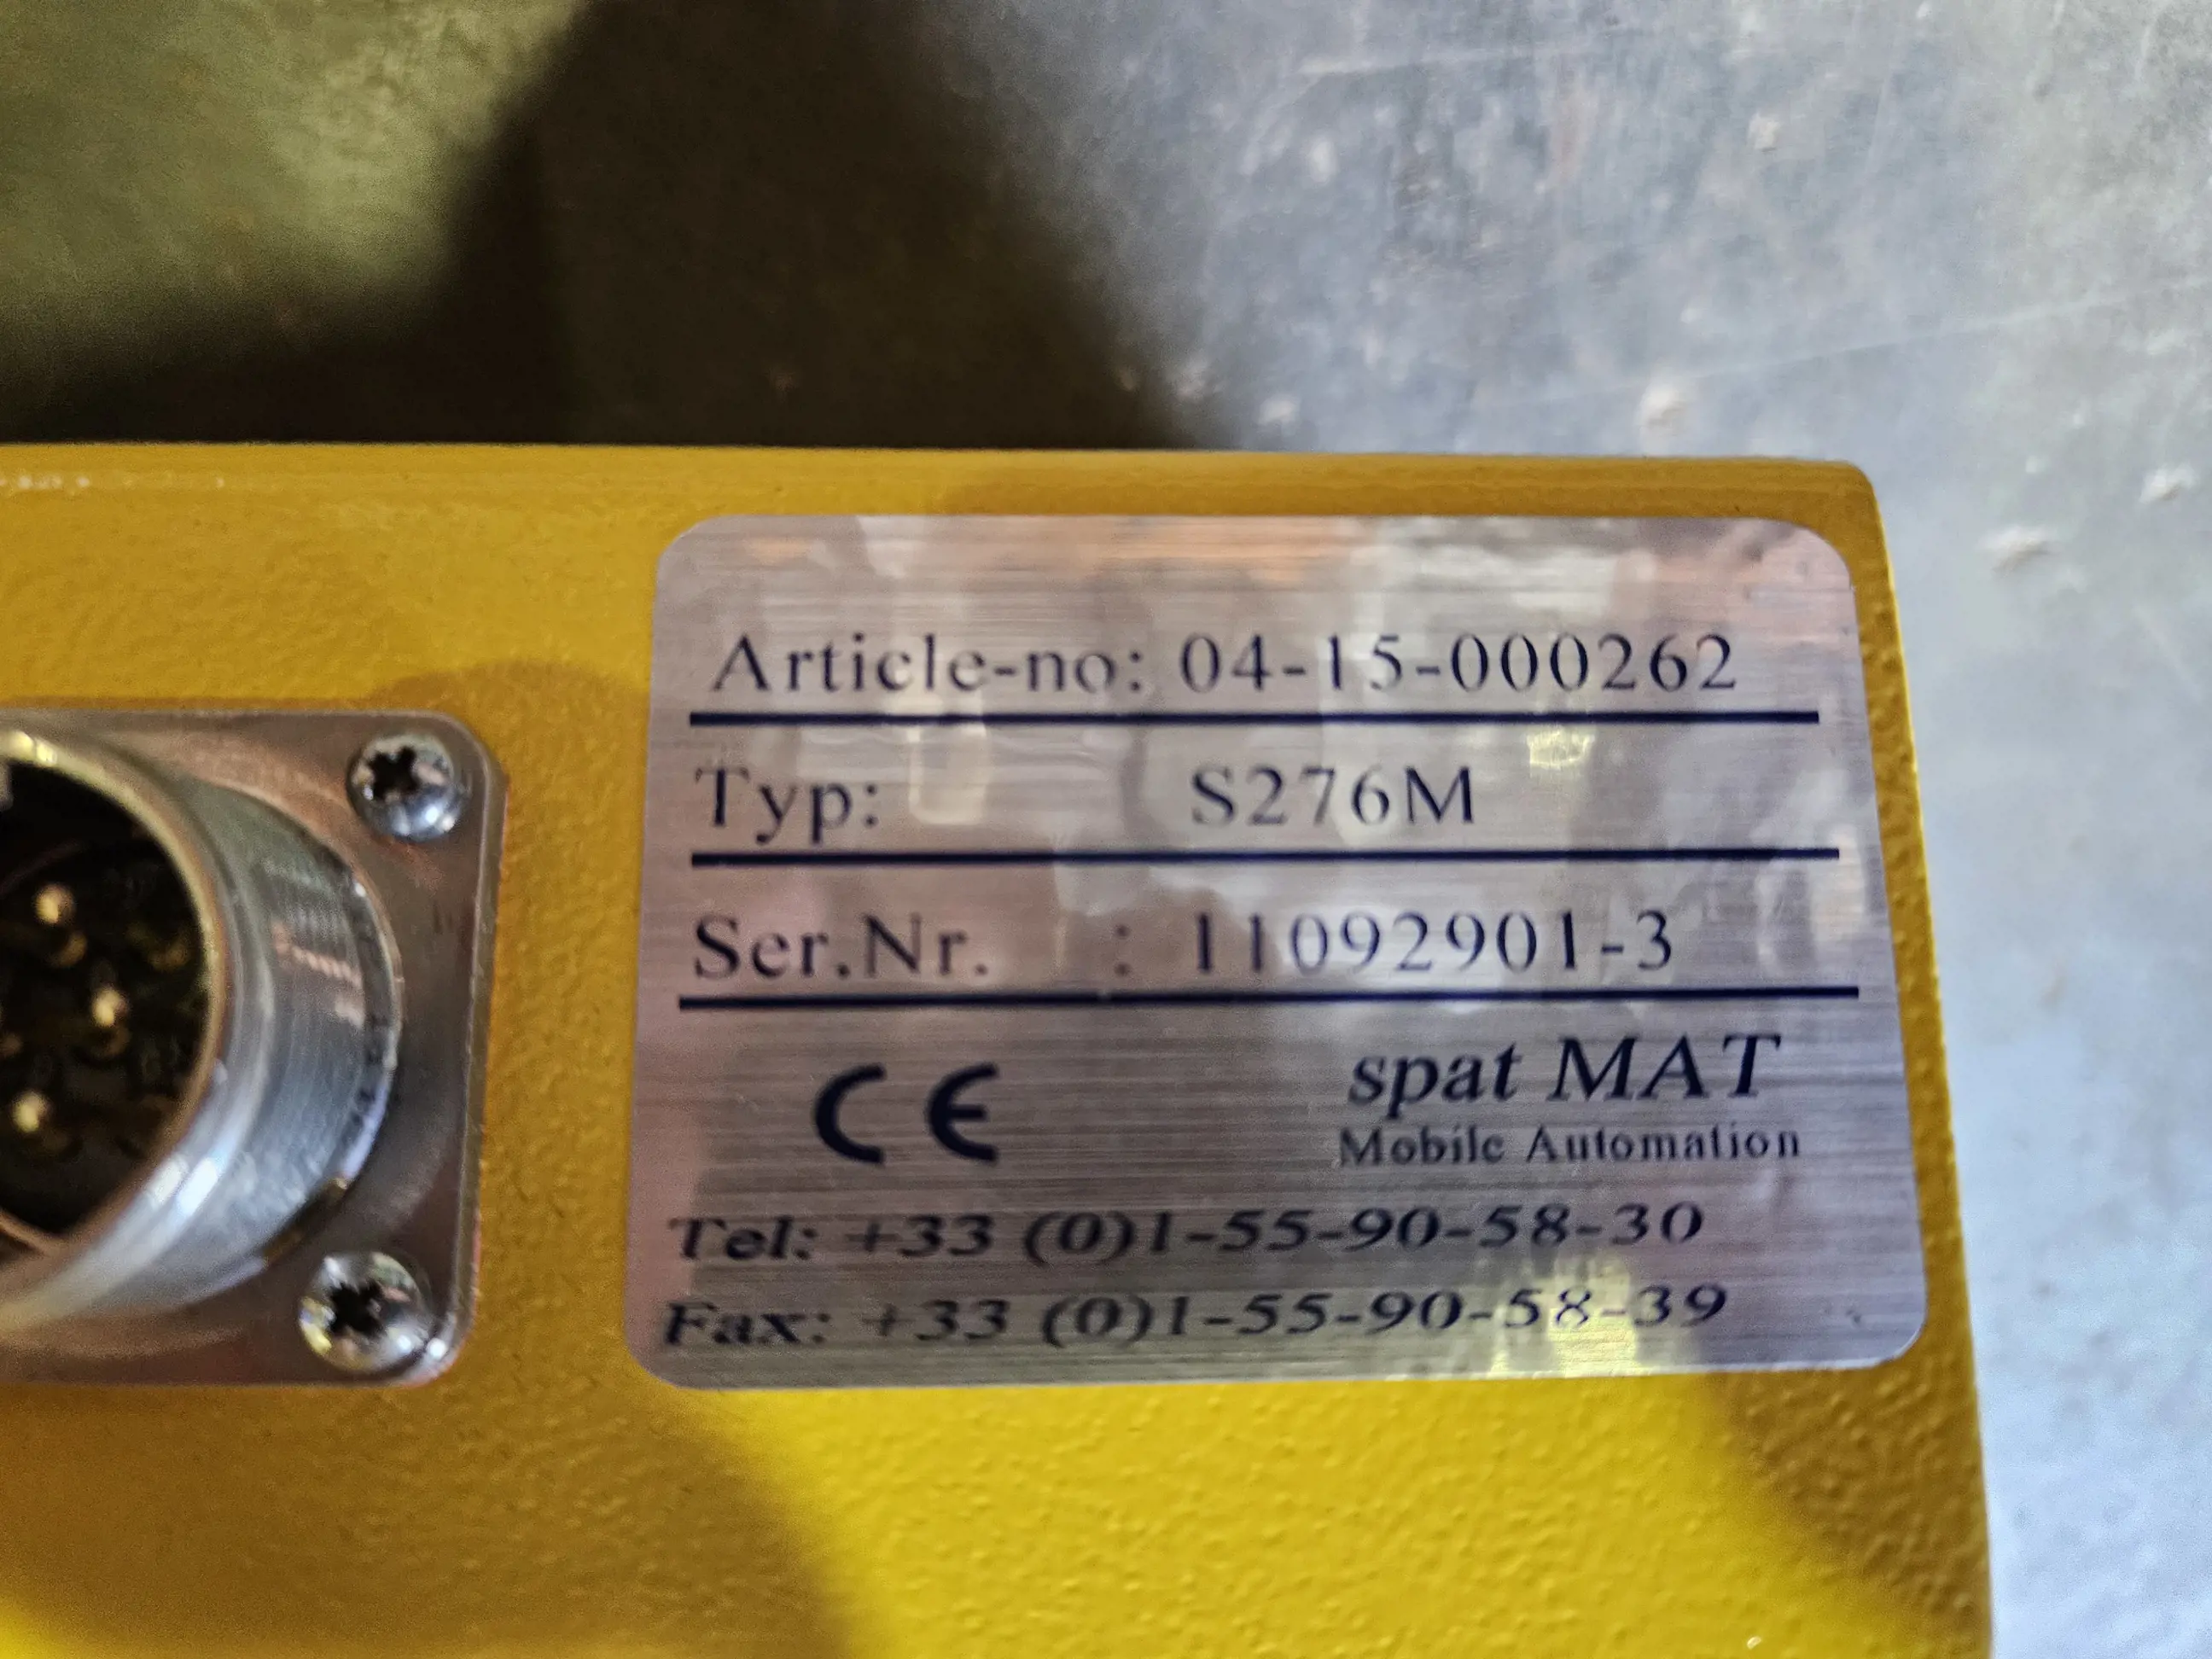 Article-no: 04-15-000262
Typ: S276M
Ser.Nr. : 11092901-3
CE spat MAT
Mobile Automation
Tel: +33 (0)1-55-90-58-30
Fax: +33 (0)1-55-90-58-39